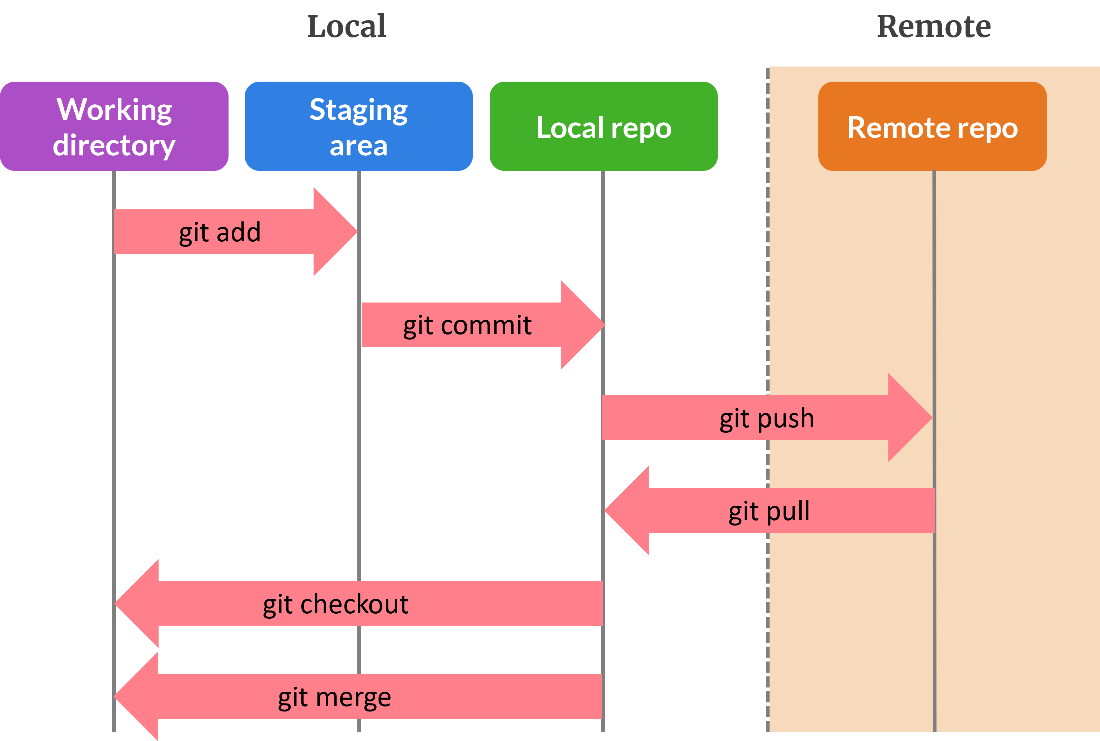 Local
Remote
Working
directory
Staging
area
Local repo
Remote repo
git add
git commit
git push
git pull
git checkout
git merge